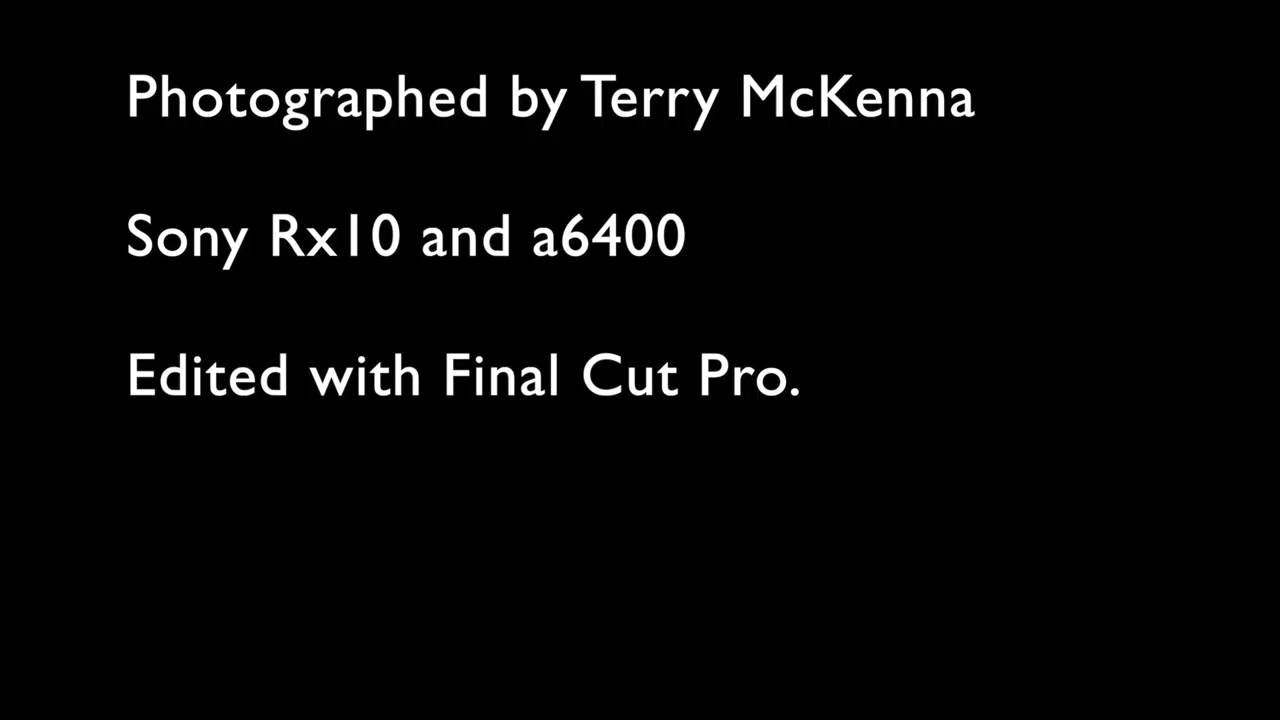 Photographed by Terry McKenna
Sony Rx10 and a6400
Edited with Final Cut Pro.